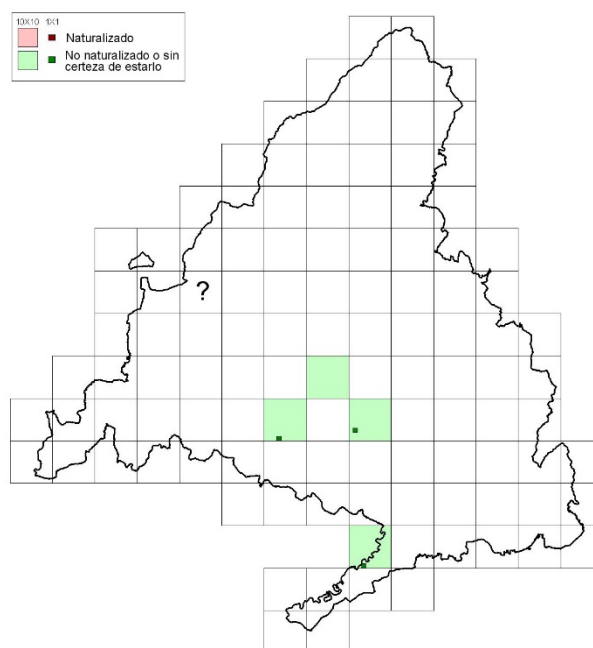 10X10 1X1
Naturalizado
No naturalizado o sin
certeza de estarlo
?